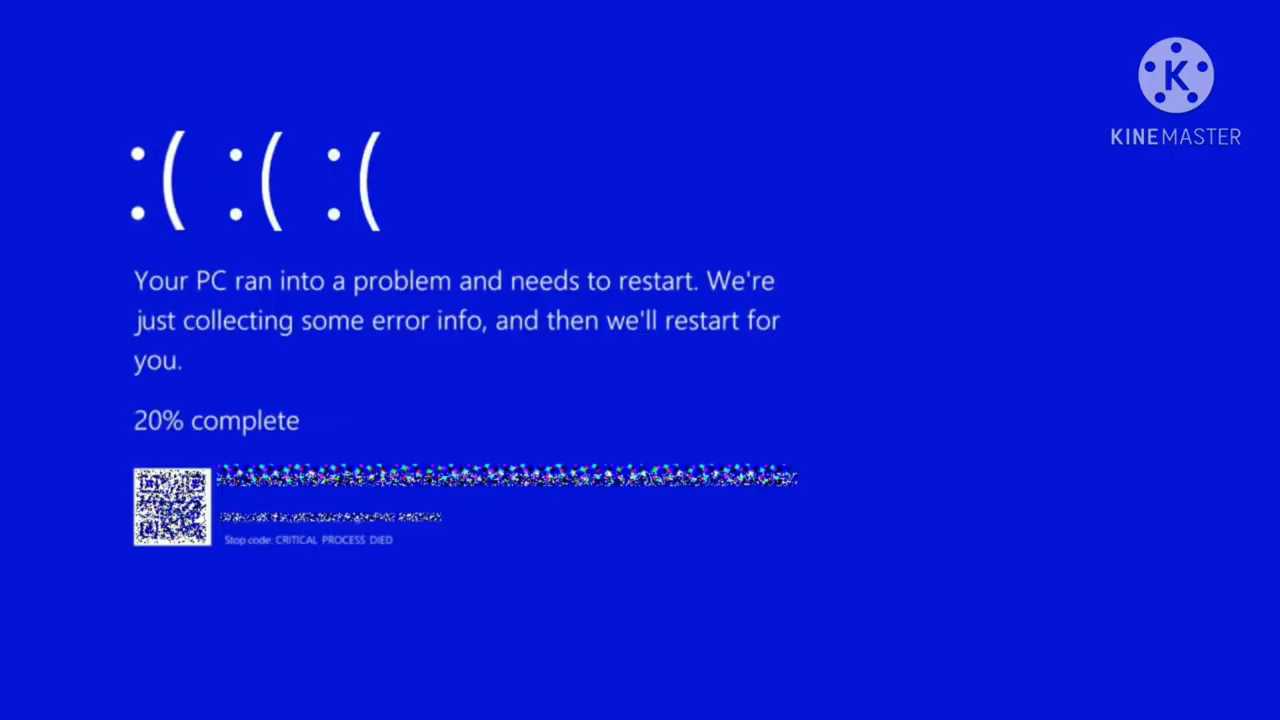 K
KINEMASTER
:( :( :(
Your PC ran into a problem and needs to restart. We're
just collecting some error info, and then we'll restart for
you.
20% complete
Stop code: CRITICAL PROCESS DIED